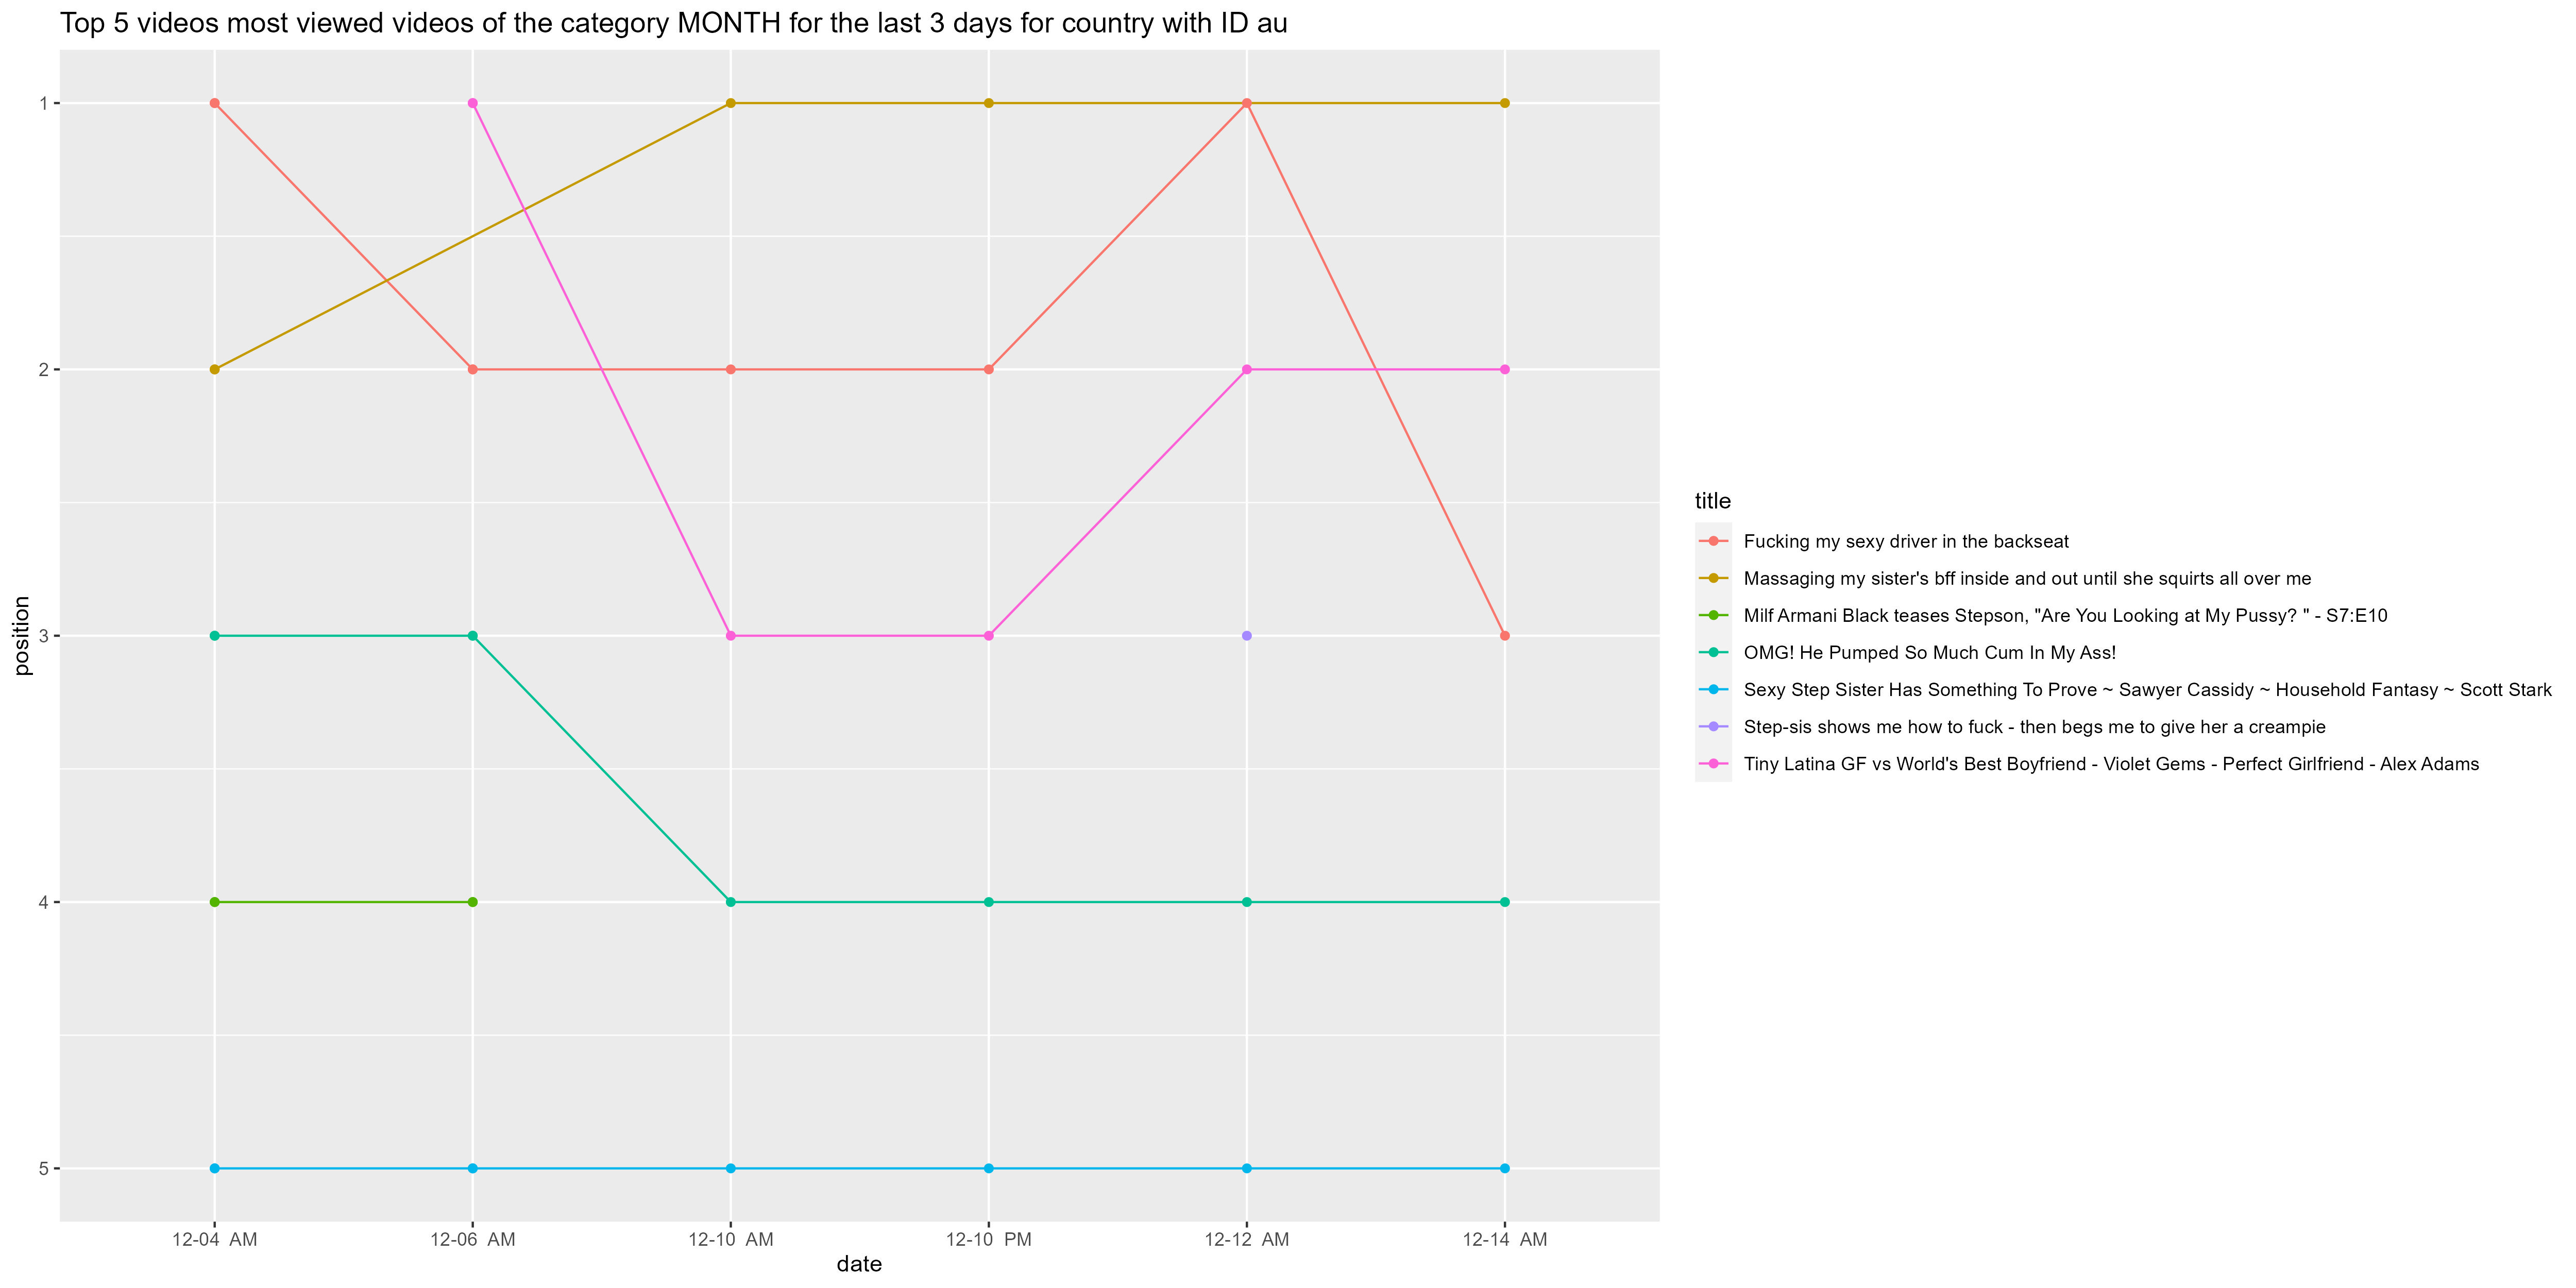 Top 5 videos most viewed videos of the category MONTH for the last 3 days for country with ID au
position
1
2
3
4
5
12-04 AM
12-06 AM
12-10 AM
12-10 PM
12-12 AM
12-14 AM
date
title
Fucking my sexy driver in the backseat
Massaging my sister's bff inside and out until she squirts all over me
Milf Armani Black teases Stepson, "Are You Looking at My Pussy? " - S7:E10
OMG! He Pumped So Much Cum In My Ass!
Sexy Step Sister Has Something To Prove ~ Sawyer Cassidy ~ Household Fantasy ~ Scott Stark
Step-sis shows me how to fuck - then begs me to give her a creampie
Tiny Latina GF vs World's Best Boyfriend - Violet Gems - Perfect Girlfriend - Alex Adams